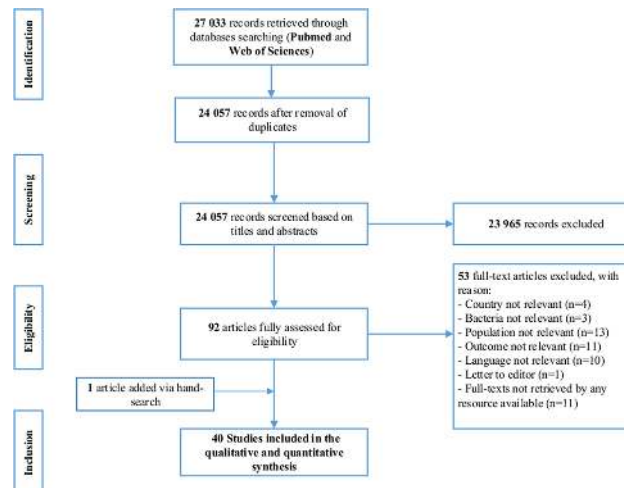 Identification
27 033 records retrieved through
databases searching (Pubmed and
Web of Sciences)
24 057 records after removal of
duplicates
Screening
24 057 records screened based on
titles and abstracts
23 965 records excluded
Eligibility
92 articles fully assessed for
eligibility
53 full-text articles excluded, with
reason:
- Country not relevant (n=4)
- Bacteria not relevant (n=3)
- Population not relevant (n=13)
- Outcome not relevant (n=11)
- Language not relevant (n=10)
- Letter to editor (n=1)
- Full-texts not retrieved by any
resource available (n=11)
1 article added via hand-
search
Inclusion
40 Studies included in the
qualitative and quantitative
synthesis